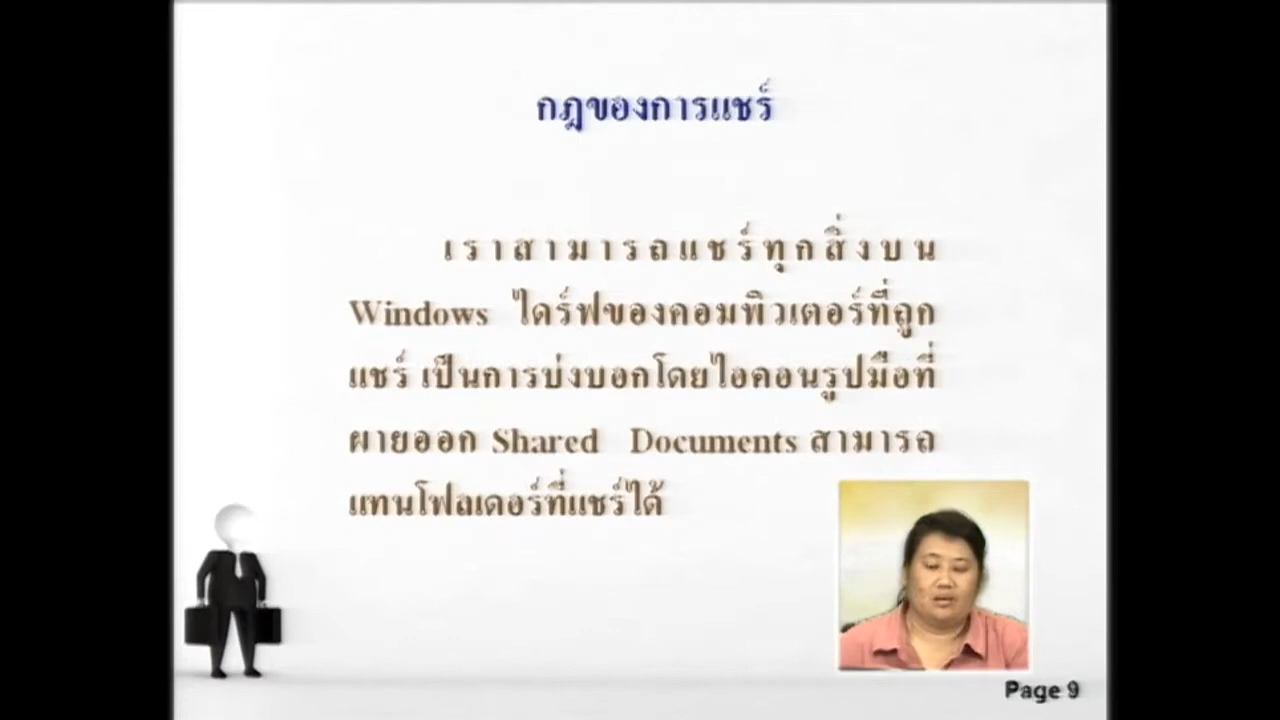 กฎของการแชร์
เราสามารถแชร์ทุกสิ่งบน
Windows ไดร์ฟของคอมพิวเตอร์ที่ถูก
แชร์ เป็นการบ่งบอกโดยไอคอนรูปมือที่
ผายออก Shared Documents สามารถ
แทนโฟลเดอร์ที่แชร์ได้
Page 9